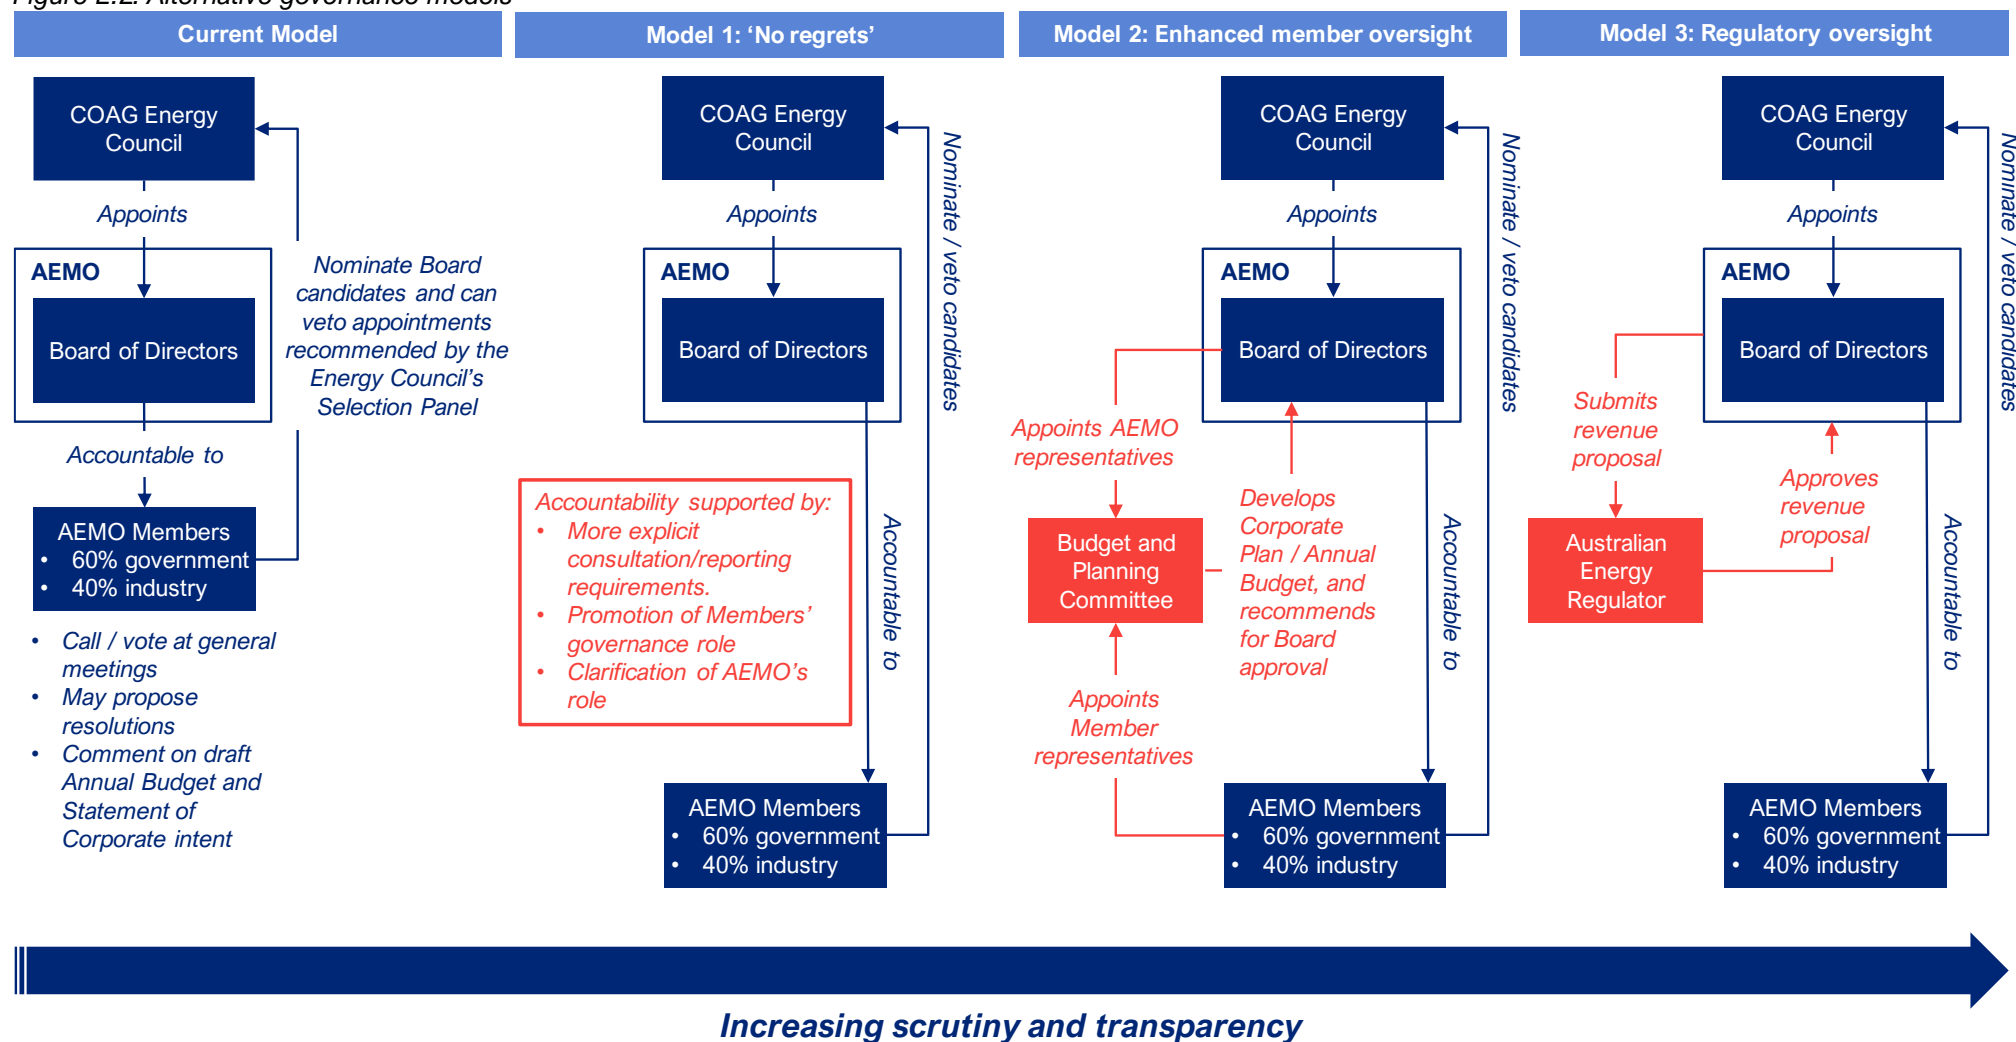 Figure 2.2: Alternative governance models
Current Model
COAG Energy
Council
Appoints
AEMO
Board of Directors
Nominate Board
candidates and can
veto appointments
recommended by the
Energy Council's
Selection Panel
Accountable to
AEMO Members
• 60% government
• 40% industry
• Call / vote at general
meetings
• May propose
resolutions
• Comment on draft
Annual Budget and
Statement of
Corporate intent
Model 1: 'No regrets'
COAG Energy
Council
Appoints
AEMO
Board of Directors
Nominate / veto candidates
Accountability supported by:
• More explicit
consultation/reporting
requirements.
• Promotion of Members'
governance role
• Clarification of AEMO's
role
Accountable to
AEMO Members
• 60% government
• 40% industry
Model 2: Enhanced member oversight
COAG Energy
Council
Appoints
AEMO
Board of Directors
Nominate / veto candidates
Appoints AEMO
representatives
Budget and
Planning
Committee
Develops
Corporate
Plan / Annual
Budget, and
recommends
for Board
approval
Appoints
Member
representatives
Accountable to
AEMO Members
• 60% government
• 40% industry
Model 3: Regulatory oversight
COAG Energy
Council
Appoints
AEMO
Board of Directors
Nominate / veto candidates
Submits
revenue
proposal
Approves
revenue
proposal
Australian
Energy
Regulator
Accountable to
AEMO Members
• 60% government
• 40% industry
Increasing scrutiny and transparency